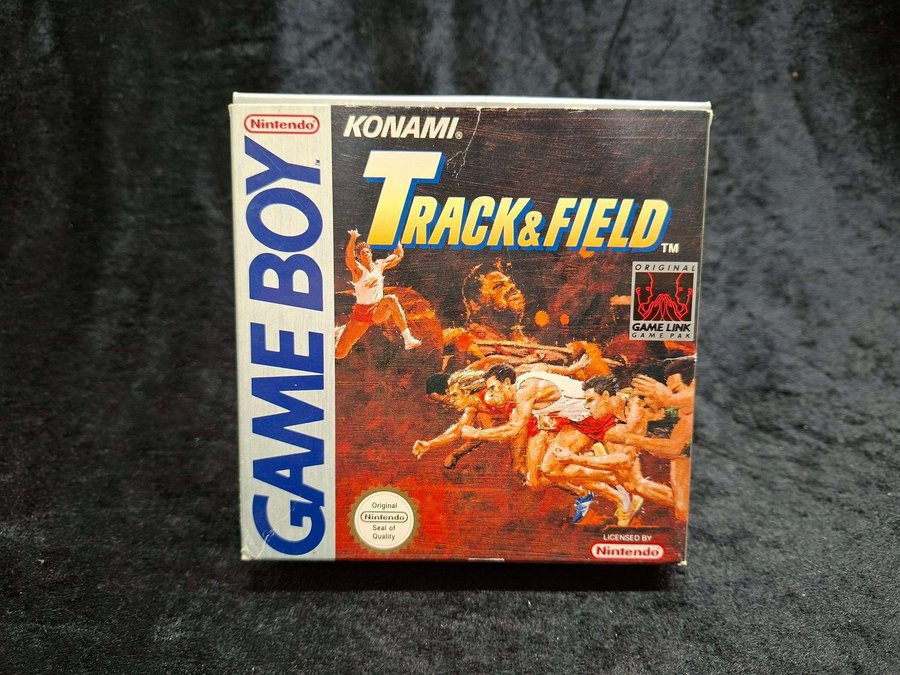 Nintendo
GAME BOY
TM
KONAMI®
TRACK & FIELD
TM
ORIGINAL
GAME LINK
GAME PAK
Original
Nintendo
Seal of
Quality
LICENSED BY
Nintendo